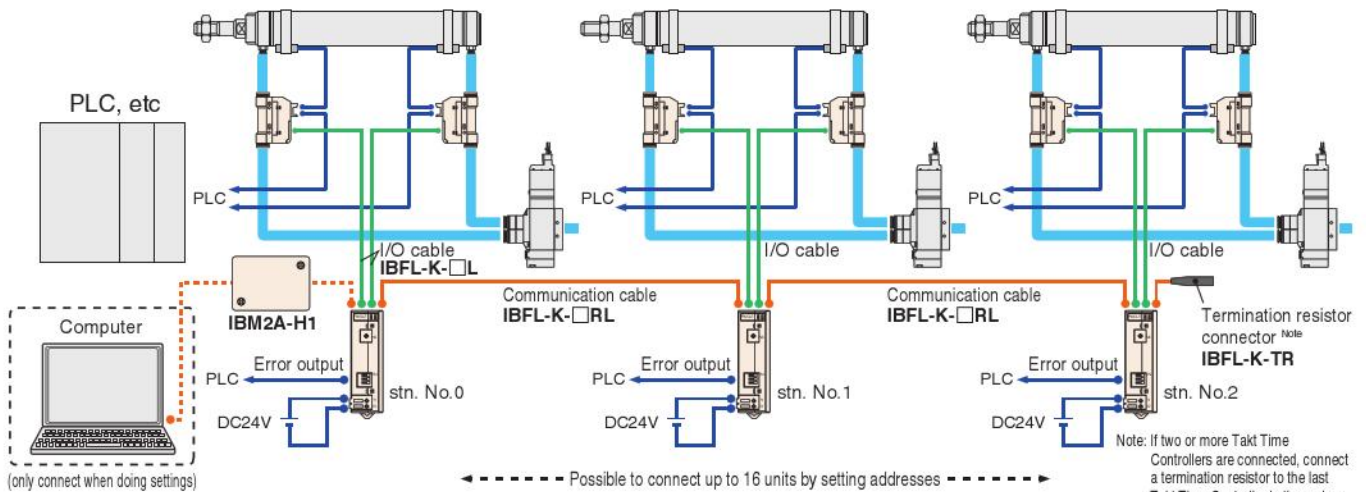 PLC, etc
PLC
PLC
PLC
I/O cable
IBFL-K-□L
I/O cable
I/O cable
IBM2A-H1
Communication cable
IBFL-K-□RL
Communication cable
IBFL-K-□RL
Termination resistor
connector Note
IBFL-K-TR
Computer
Error output
PLC
stn. No.0
DC24V
Error output
PLC
stn. No.1
DC24V
Error output
PLC
stn. No.2
DC24V
(only connect when doing settings)
Possible to connect up to 16 units by setting addresses
Note: If two or more Takt Time
Controllers are connected, connect
a termination resistor to the last